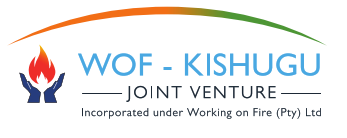 WOF - KISHUGU
JOINT VENTURE
Incorporated under Working on Fire (Pty) Ltd